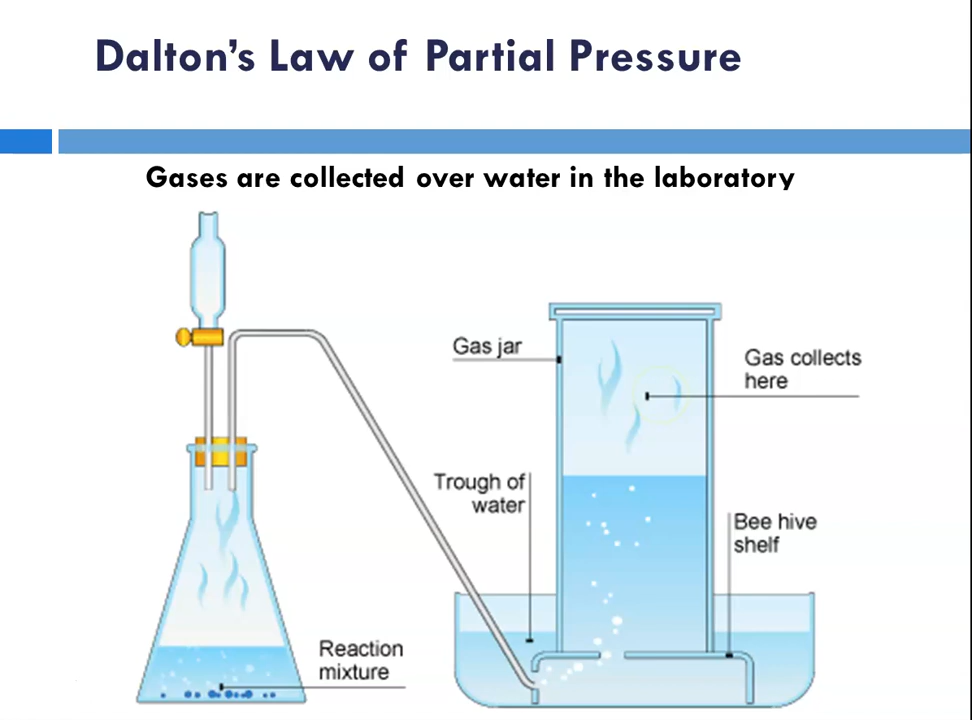 Dalton's Law of Partial Pressure
Gases are collected over water in the laboratory
Gas jar
Gas collects
here
Trough of
water
Bee hive
shelf
Reaction
mixture